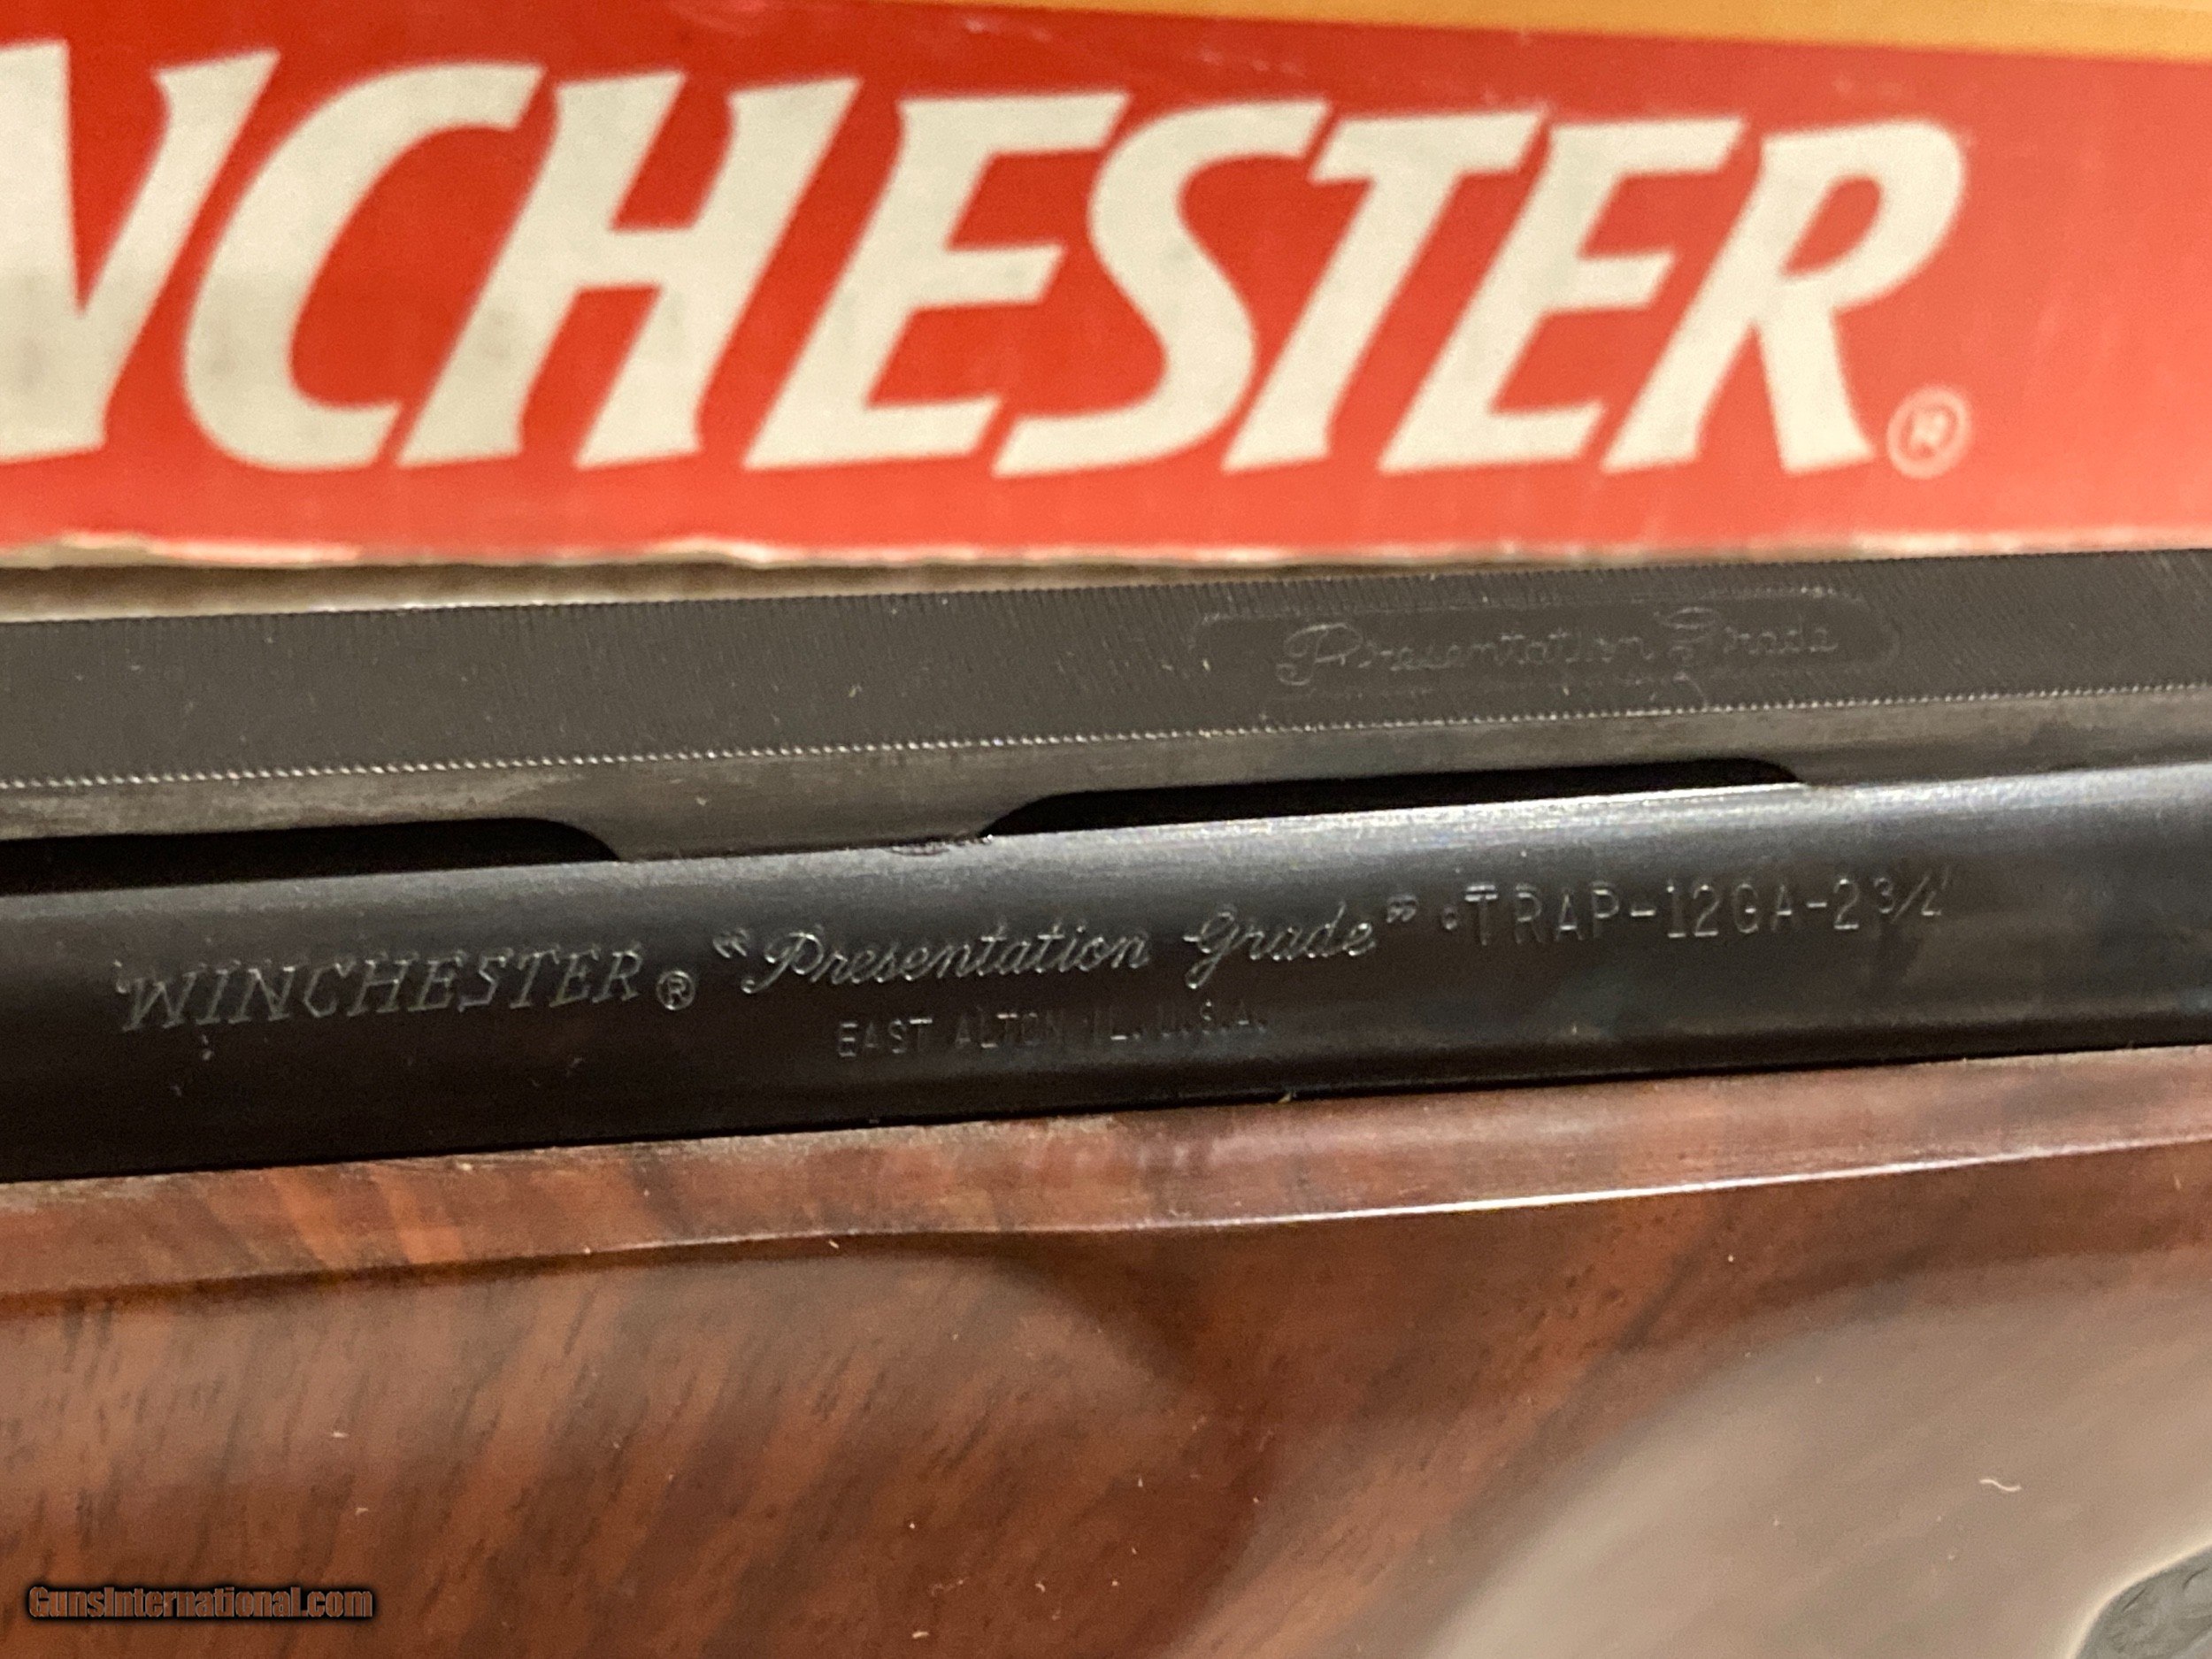 NCHESTER®
Presentation Grade
WINCHESTER® "Presentation Grade" •TRAP-12GA-2 3/4"
EAST ALTON IL. U.S.A.
GunsInternational.com